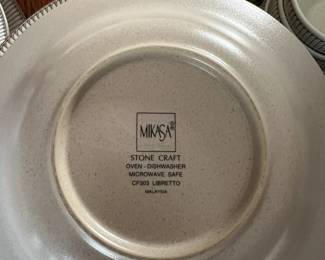 MIKASA®
STONE CRAFT
OVEN - DISHWASHER
MICROWAVE SAFE
CF303 LIBRETTO
MALAYSIA